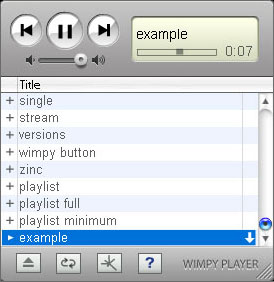 example
0:07
Title
+ single
+ stream
+ versions
+ wimpy button
+ zinc
+ playlist
+ playlist full
+ playlist minimum
example
?
WIMPY PLAYER